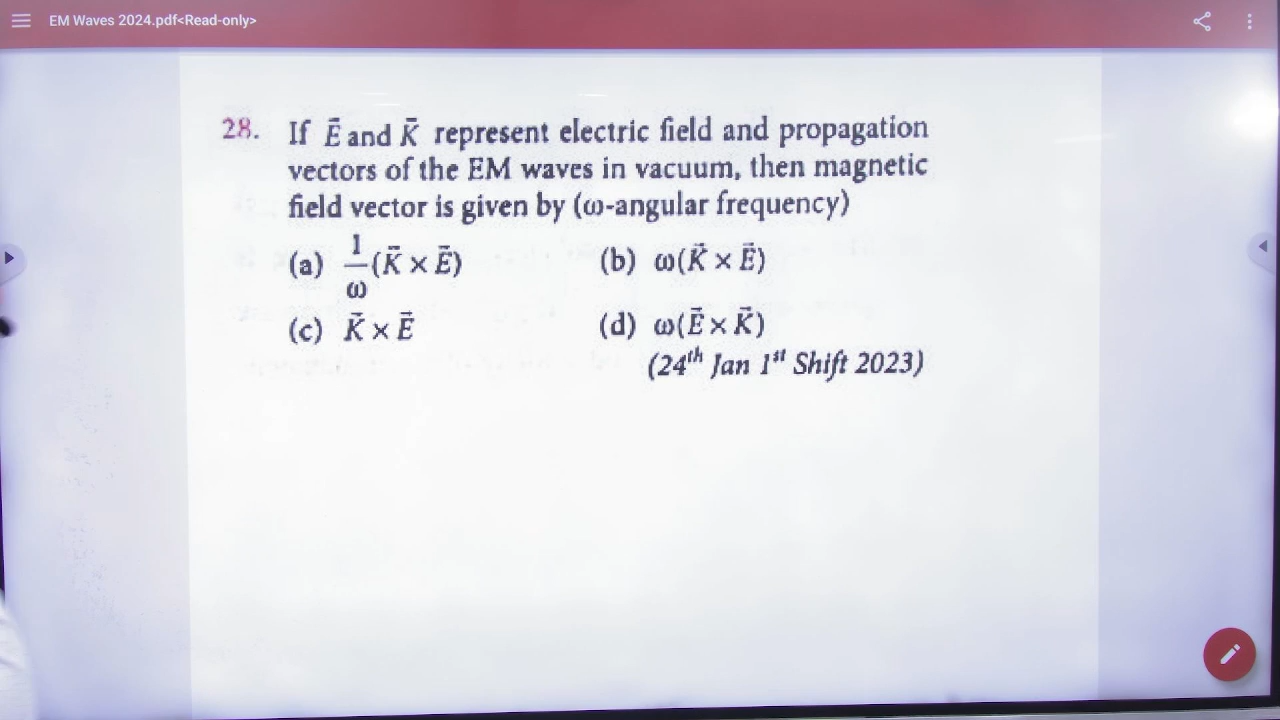 EM Waves 2024.pdf<Read-only>
28. If E⃗ and K⃗ represent electric field and propagation
vectors of the EM waves in vacuum, then magnetic
field vector is given by (ω-angular frequency)
(a) 1/ω (K⃗ × E⃗) (b) ω(K⃗ × E⃗)
(c) K⃗ × E⃗ (d) ω(E⃗ × K⃗)
(24th Jan 1st Shift 2023)